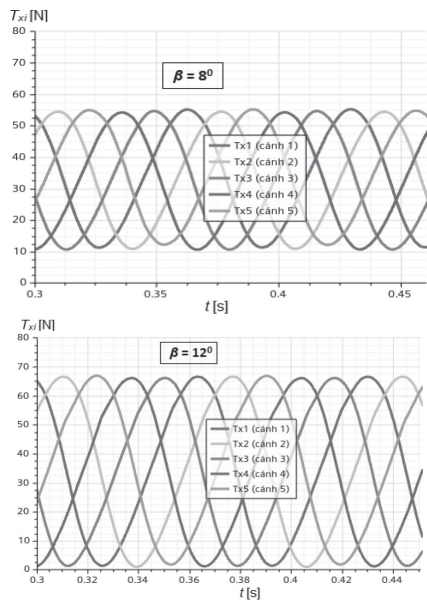 Txi [N]
80
70
60
50
40
30
20
10
0
β = 8⁰
Tx1 (cánh 1)
Tx2 (cánh 2)
Tx3 (cánh 3)
Tx4 (cánh 4)
Tx5 (cánh 5)
0.3 0.35 0.4 0.45
t [s]
Txi [N]
80
70
60
50
40
30
20
10
0
β = 12⁰
Tx1 (cánh 1)
Tx2 (cánh 2)
Tx3 (cánh 3)
Tx4 (cánh 4)
Tx5 (cánh 5)
0.3 0.32 0.34 0.36 0.38 0.4 0.42 0.44
t [s]